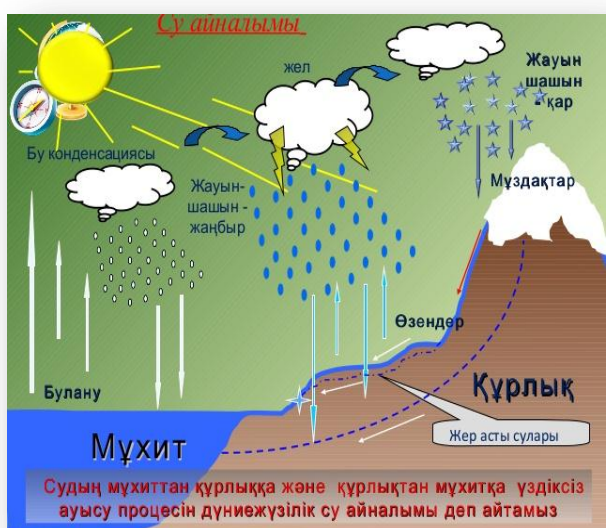 Су айналымы
жел
Жауын
шашын
- қар
Бу конденсациясы
Жауын-
шашын -
жаңбыр
Мұздақтар
Өзендер
Булану
Құрлық
Мұхит
Жер асты сулары
Судың мұхиттан құрлыққа және құрлықтан мұхитқа үздіксіз
ауысу процесін дүниежүзілік су айналымы деп айтамыз